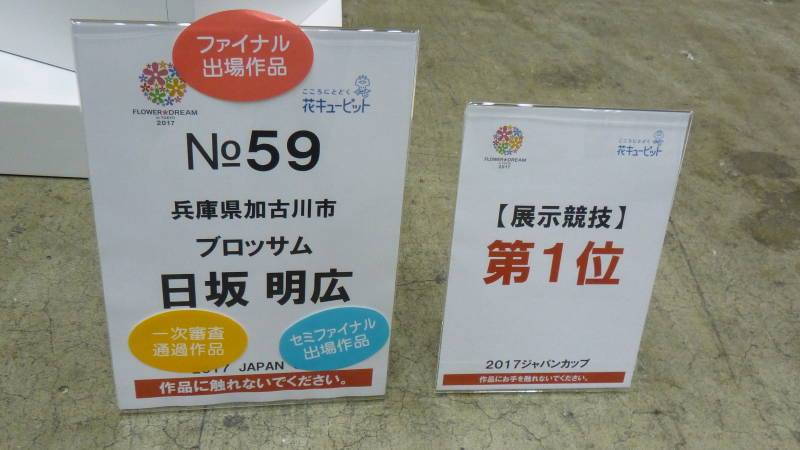 ファイナル
出場作品
FLOWER★DREAM
in TOKYO
2017
こころにとどく
花キューピット
№59
兵庫県加古川市
ブロッサム
日坂 明広
一次審査
通過作品
セミファイナル
出場作品
2017 JAPAN
作品に触れないでください。
FLOWER★DREAM
2017
こころにとどく
花キューピット
【展示競技】
第1位
2017ジャパンカップ
作品にお手を触れないでください。